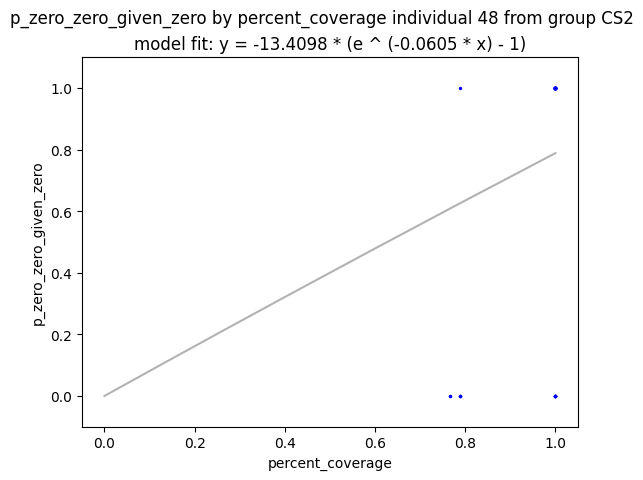 p_zero_zero_given_zero by percent_coverage individual 48 from group CS2
model fit: y = -13.4098 * (e ^ (-0.0605 * x) - 1)
1.0
0.8
0.6
0.4
0.2
0.0
p_zero_zero_given_zero
0.0 0.2 0.4 0.6 0.8 1.0
percent_coverage